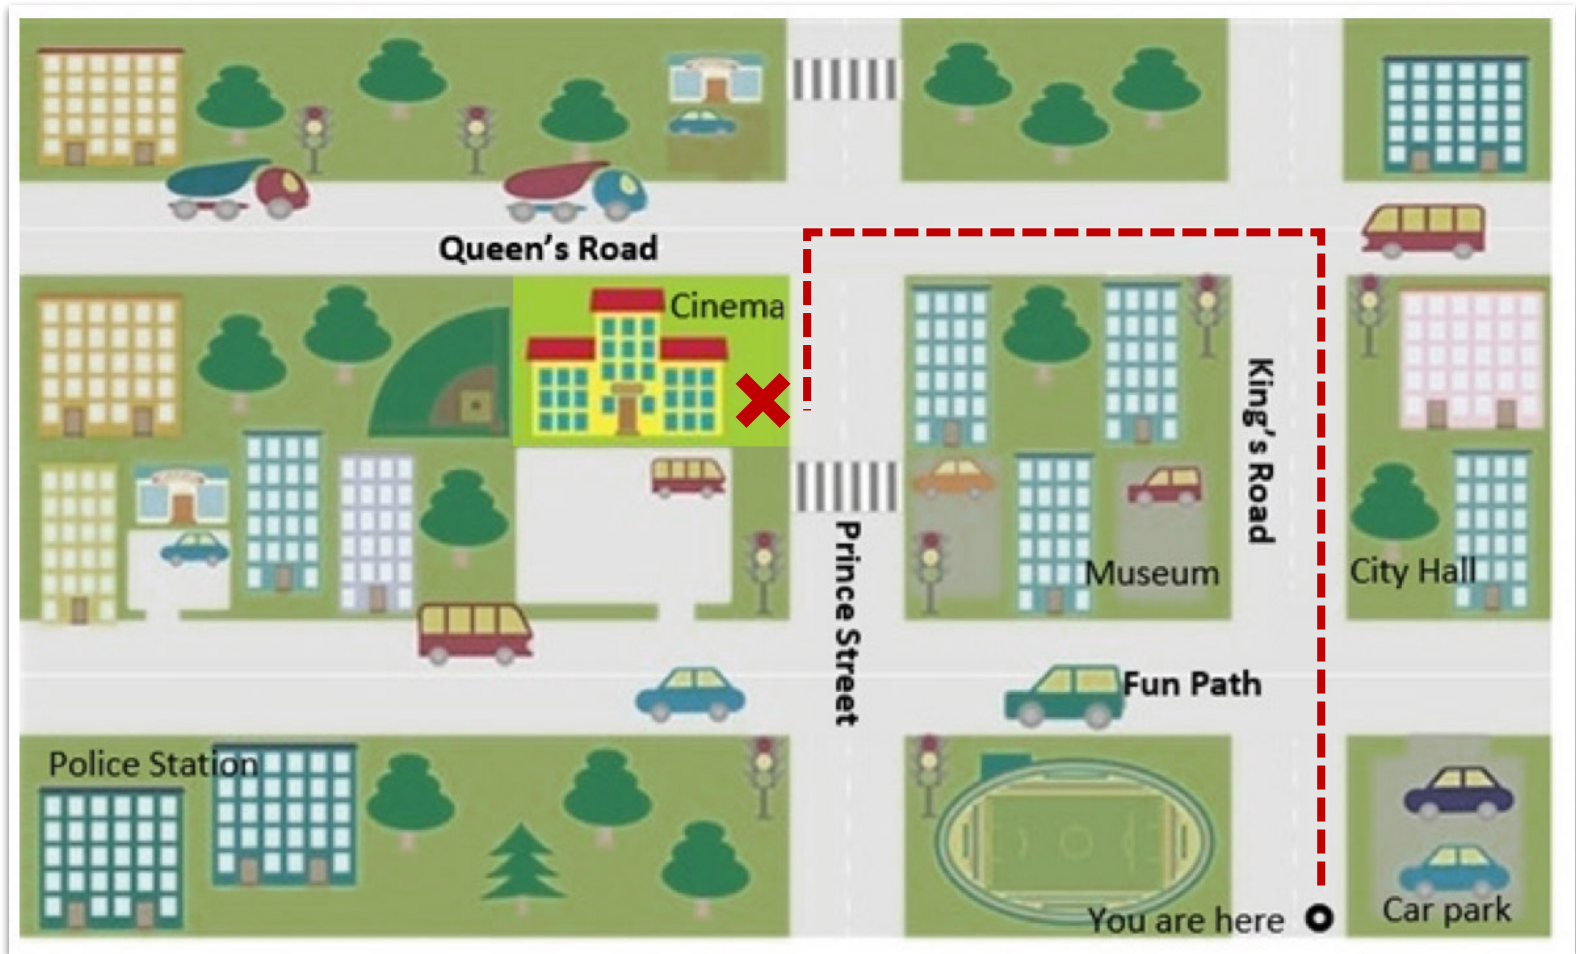 Queen's Road
Cinema
King's Road
Prince Street
Museum
City Hall
Fun Path
Police Station
You are here
Car park